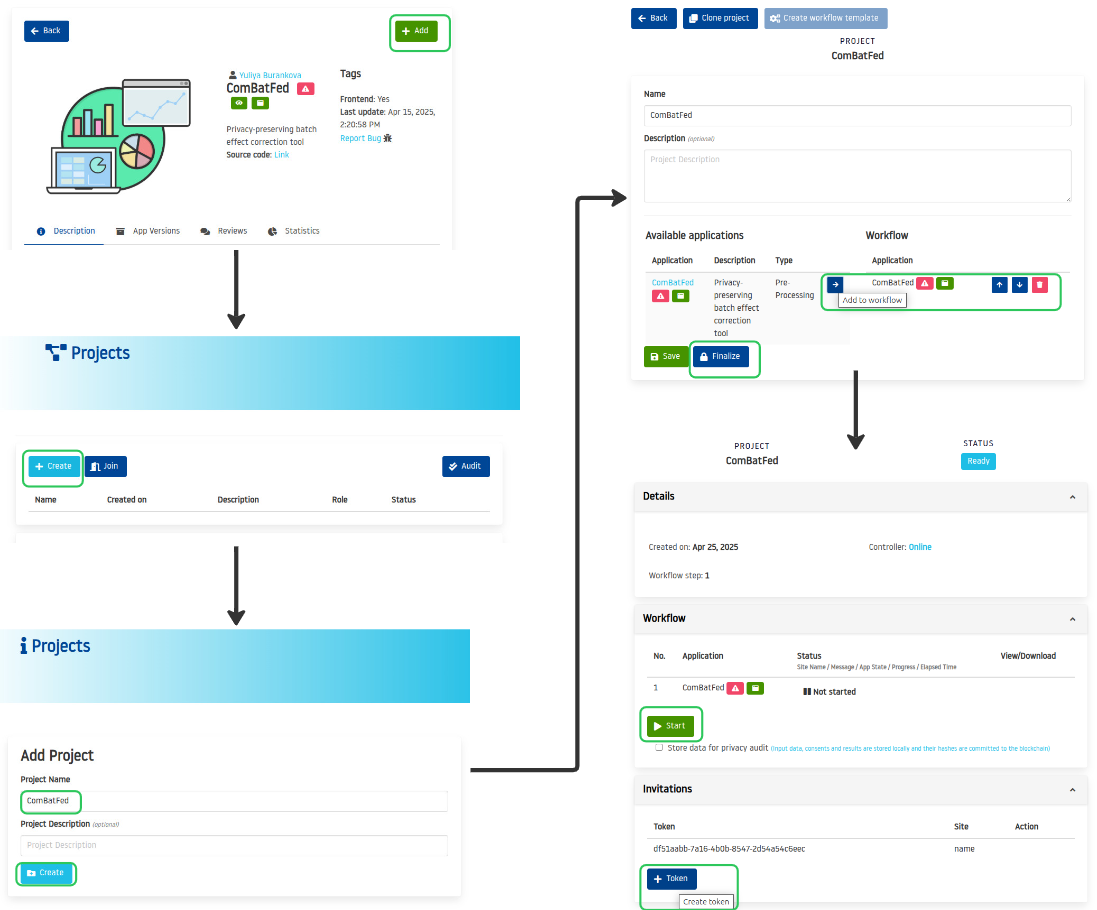 Back
Add
Yuliya Burankova
ComBatFed
Privacy-preserving batch
effect correction tool
Source code: Link
Tags
Frontend: Yes
Last update: Apr 15, 2025,
2:20:58 PM
Report Bug
Description
App Versions
Reviews
Statistics
Projects
Create
Join
Audit
Name
Created on
Description
Role
Status
Projects
Add Project
Project Name
ComBatFed
Project Description (optional)
Project Description
Create
Back
Clone project
Create workflow template
PROJECT
ComBatFed
Name
ComBatFed
Description (optional)
Project Description
Available applications
Application
Description
Type
ComBatFed
Privacy-
preserving
batch effect
correction
tool
Pre-
Processing
Workflow
Application
ComBatFed
Add to workflow
Save
Finalize
PROJECT
ComBatFed
STATUS
Ready
Details
Created on: Apr 25, 2025
Controller: Online
Workflow step: 1
Workflow
No.
Application
Status
Site Name / Message / App State / Progress / Elapsed Time
View/Download
1
ComBatFed
Not started
Start
Store data for privacy audit (Input data, consents and results are stored locally and their hashes are committed to the blockchain)
Invitations
Token
Site
Action
df51aabb-7a16-4b0b-8547-2d54a54c6eec
name
Token
Create token